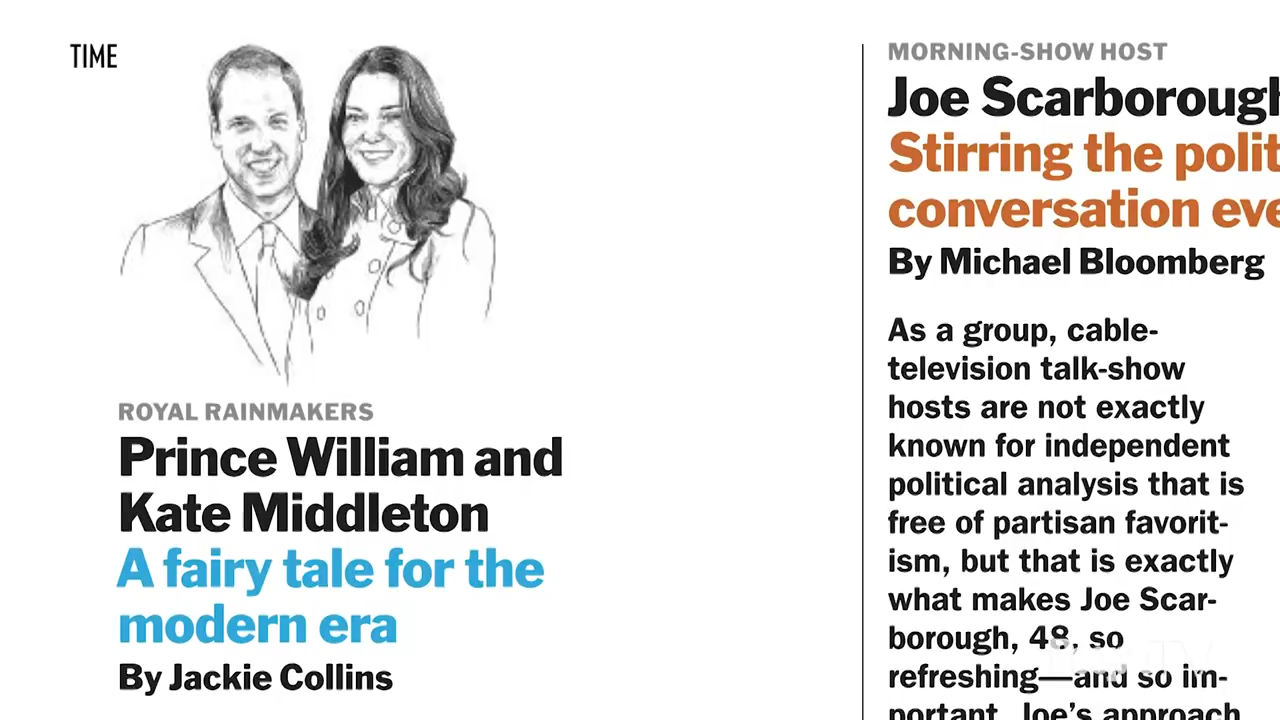 TIME
ROYAL RAINMAKERS
Prince William and
Kate Middleton
A fairy tale for the
modern era
By Jackie Collins
MORNING-SHOW HOST
Joe Scarborough
Stirring the polit
conversation eve
By Michael Bloomberg
As a group, cable-
television talk-show
hosts are not exactly
known for independent
political analysis that is
free of partisan favorit-
ism, but that is exactly
what makes Joe Scar-
borough, 48, so
refreshing—and so im-
portant. Joe's approach